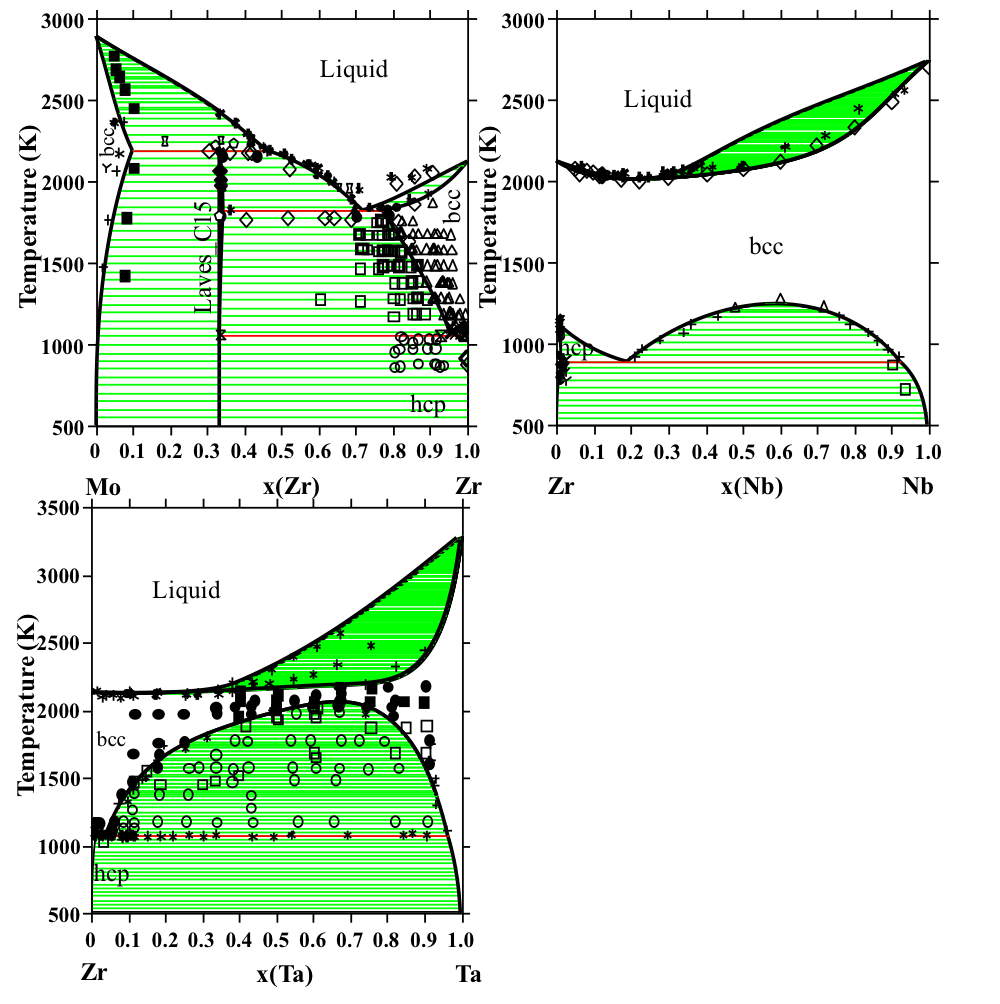 3000
2500
2000
1500
1000
500
Temperature (K)
Liquid
bcc
Laves_C15
bcc
hcp
0 0.1 0.2 0.3 0.4 0.5 0.6 0.7 0.8 0.9 1.0
Mo x(Zr) Zr
3000
2500
2000
1500
1000
500
Temperature (K)
Liquid
bcc
hcp
0 0.1 0.2 0.3 0.4 0.5 0.6 0.7 0.8 0.9 1.0
Zr x(Nb) Nb
3500
3000
2500
2000
1500
1000
500
Temperature (K)
Liquid
bcc
hcp
0 0.1 0.2 0.3 0.4 0.5 0.6 0.7 0.8 0.9 1.0
Zr x(Ta) Ta